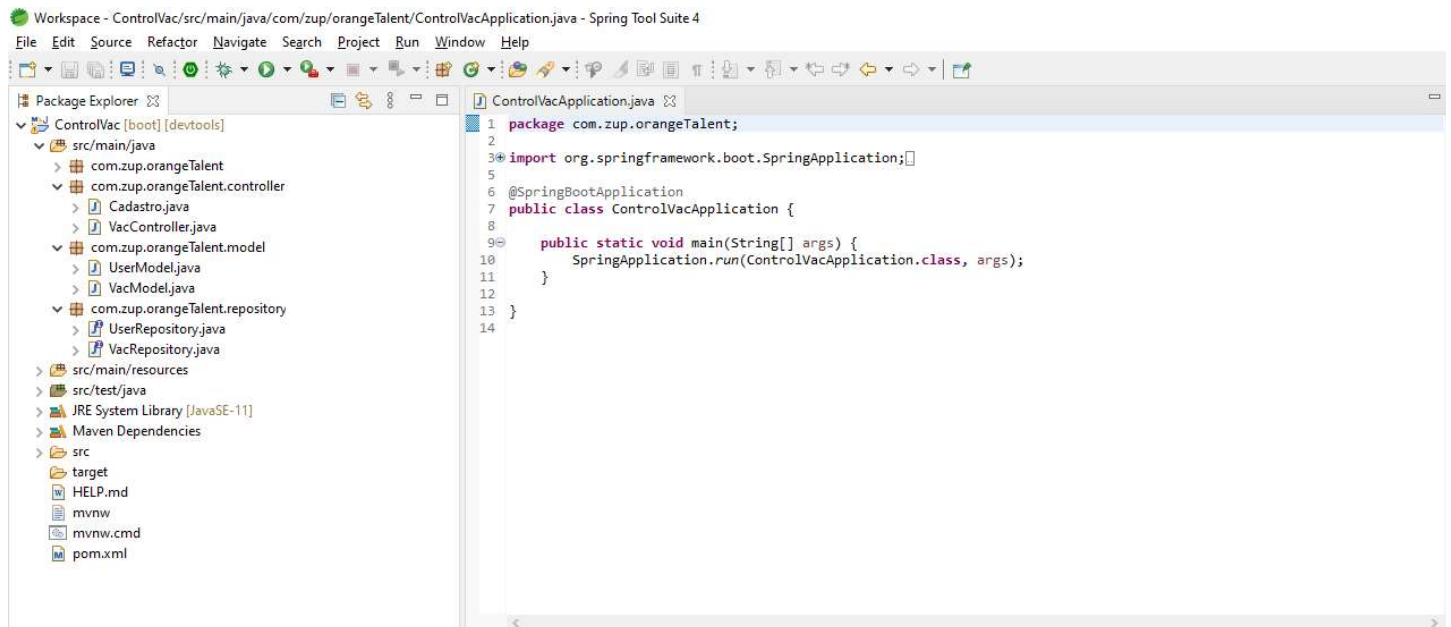 Workspace - ControlVac/src/main/java/com/zup/orangeTalent/ControlVacApplication.java - Spring Tool Suite 4
File Edit Source Refactor Navigate Search Project Run Window Help
Package Explorer
ControlVac [boot] [devtools]
src/main/java
com.zup.orangeTalent
com.zup.orangeTalent.controller
Cadastro.java
VacController.java
com.zup.orangeTalent.model
UserModel.java
VacModel.java
com.zup.orangeTalent.repository
UserRepository.java
VacRepository.java
src/main/resources
src/test/java
JRE System Library [JavaSE-11]
Maven Dependencies
src
target
HELP.md
mvnw
mvnw.cmd
pom.xml
ControlVacApplication.java
1 package com.zup.orangeTalent;
2
3 import org.springframework.boot.SpringApplication;
5
6 @SpringBootApplication
7 public class ControlVacApplication {
8
9 public static void main(String[] args) {
10 SpringApplication.run(ControlVacApplication.class, args);
11 }
12
13 }
14